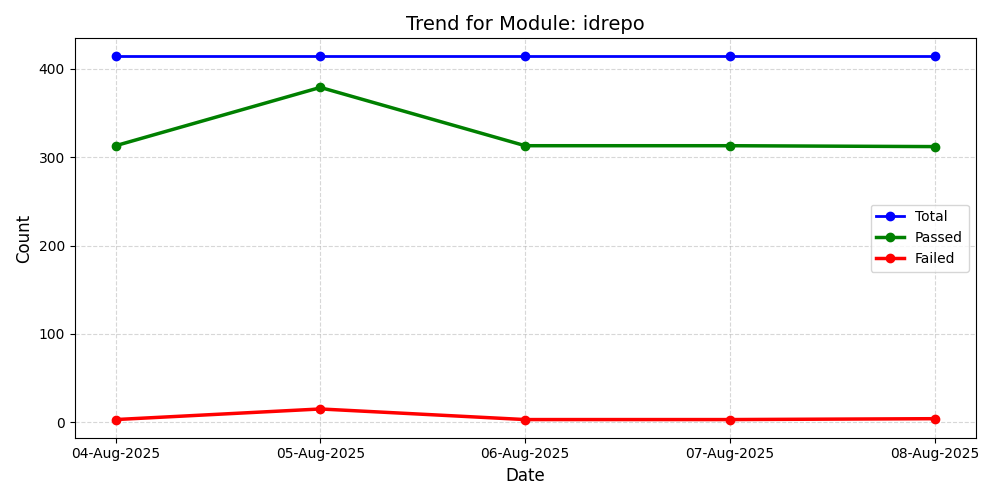 Trend for Module: idrepo
Count
400
300
200
100
0
Total
Passed
Failed
04-Aug-2025
05-Aug-2025
06-Aug-2025
07-Aug-2025
08-Aug-2025
Date